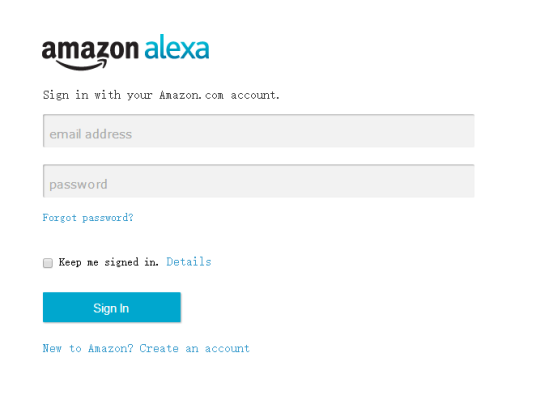 amazon alexa
Sign in with your Amazon.com account.
email address
password
Forgot password?
Keep me signed in. Details
Sign In
New to Amazon? Create an account